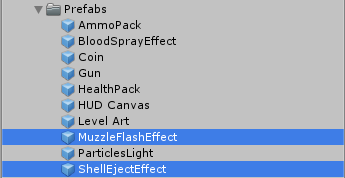 Prefabs
AmmoPack
BloodSprayEffect
Coin
Gun
HealthPack
HUD Canvas
Level Art
MuzzleFlashEffect
ParticlesLight
ShellEjectEffect